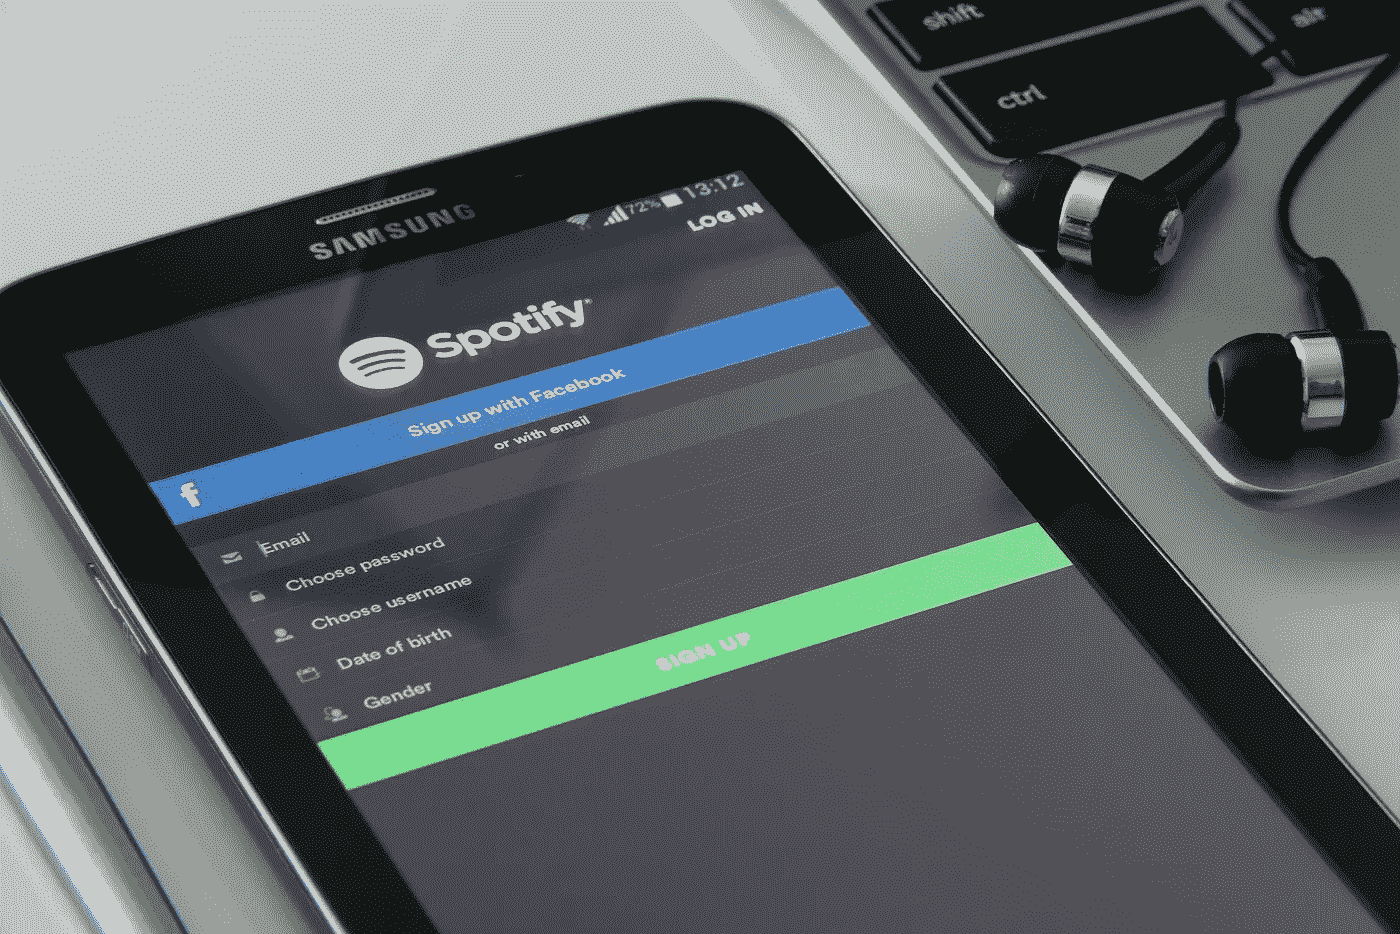 shift
alt
ctrl
SAMSUNG
72% 13:12
LOG IN
Spotify
f
Sign up with Facebook
or with email
Email
Choose password
Choose username
Date of birth
Gender
SIGN UP